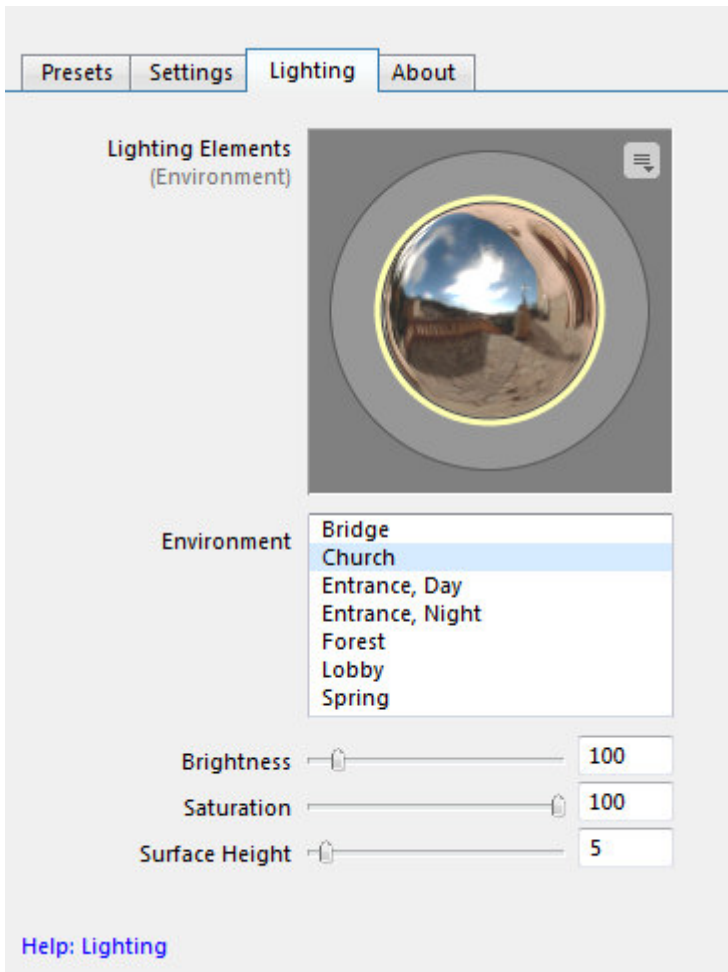 Presets Settings Lighting About
Lighting Elements
(Environment)
Environment
Bridge
Church
Entrance, Day
Entrance, Night
Forest
Lobby
Spring
Brightness 100
Saturation 100
Surface Height 5
Help: Lighting